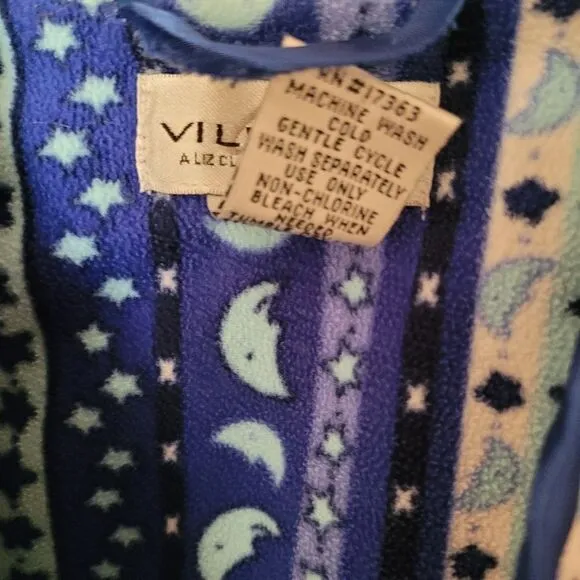 VIL
A LIZ CL
RN #17363
MACHINE WASH
COLD
GENTLE CYCLE
WASH SEPARATELY
USE ONLY
NON-CHLORINE
BLEACH WHEN
NEEDED